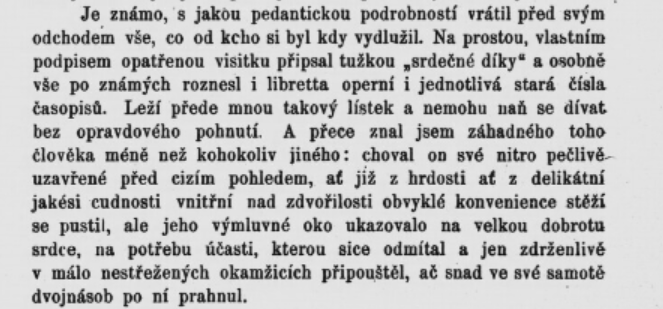 Je známo, s jakou pedantickou podrobností vrátil před svým
odchodem vše, co od kcho si byl kdy vydlužil. Na prostou, vlastním
podpisem opatřenou visitku připsal tužkou „srdečné díky“ a osobně
vše po známých roznesl i libretta operní i jednotlivá stará čísla
časopisů. Leží přede mnou takový lístek a nemohu naň se dívat
bez opravdového pohnutí. A přece znal jsem záhadného toho
člověka méně než kohokoliv jiného: choval on své nitro pečlivě
uzavřené před cizím pohledem, ať již z hrdosti ať z delikátní
jakési cudnosti vnitřní nad zdvořilosti obvyklé konvenience stěží
se pustil, ale jeho výmluvné oko ukazovalo na velkou dobrotu
srdce, na potřebu účasti, kterou sice odmítal a jen zdrženlivě
v málo nestřežených okamžicích připouštěl, ač snad ve své samotě
dvojnásob po ní prahnul.